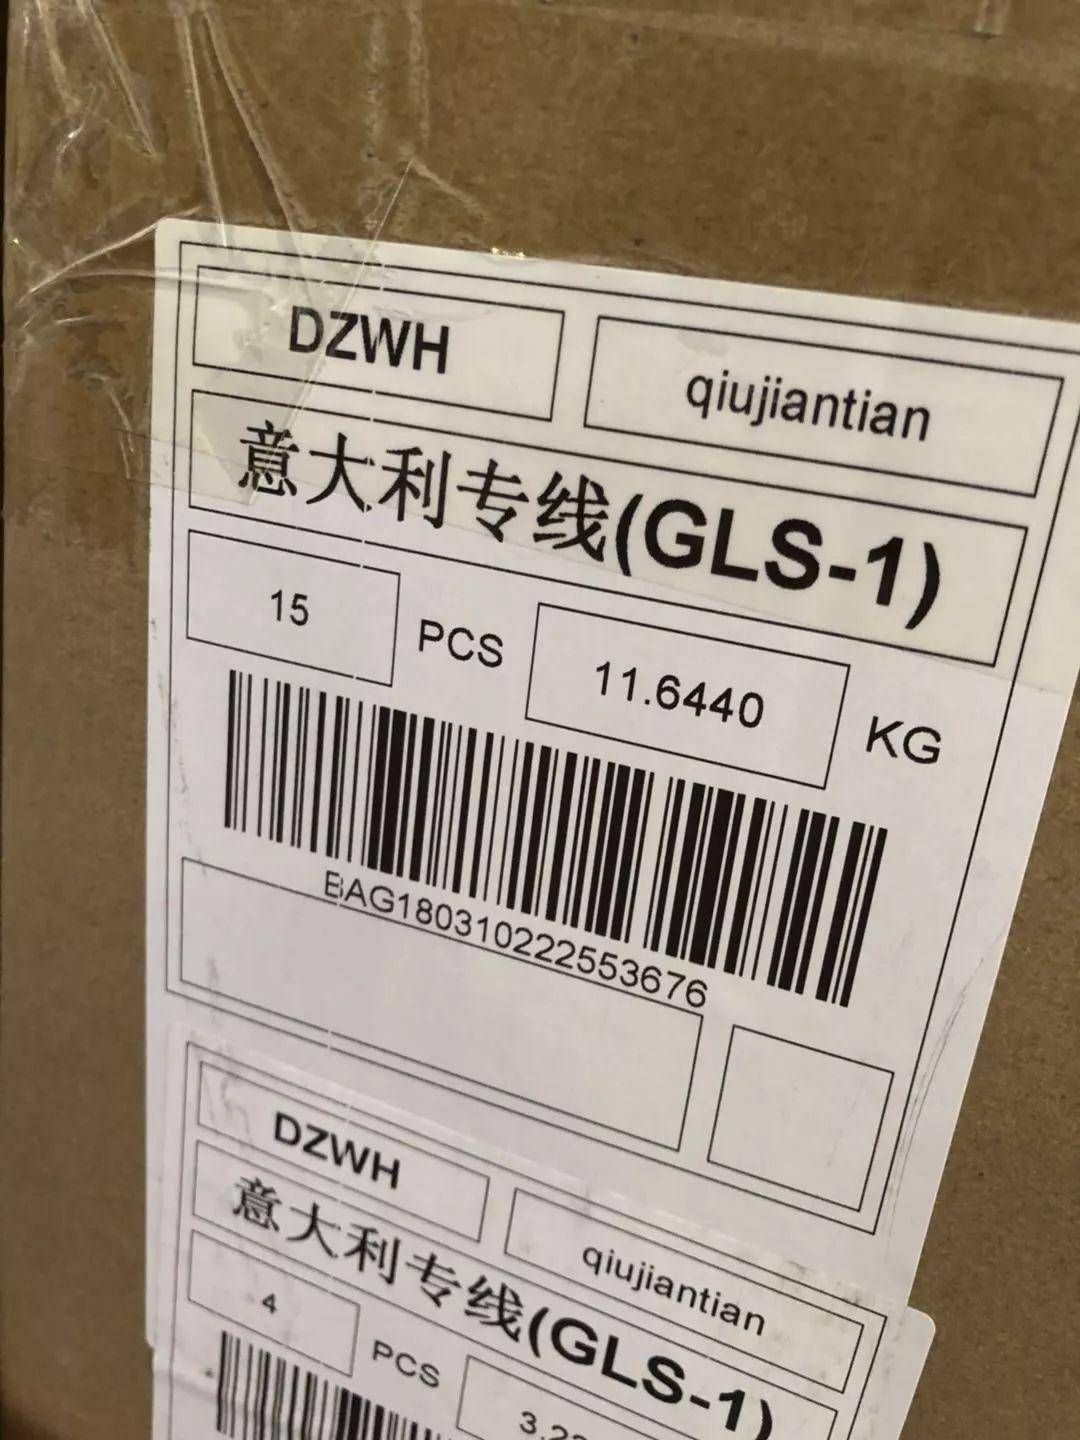 DZWH
qiujiantian
意大利专线(GLS-1)
15 PCS 11.6440 KG
BAG180310222553676
DZWH
qiujiantian
意大利专线(GLS-1)
4 PCS